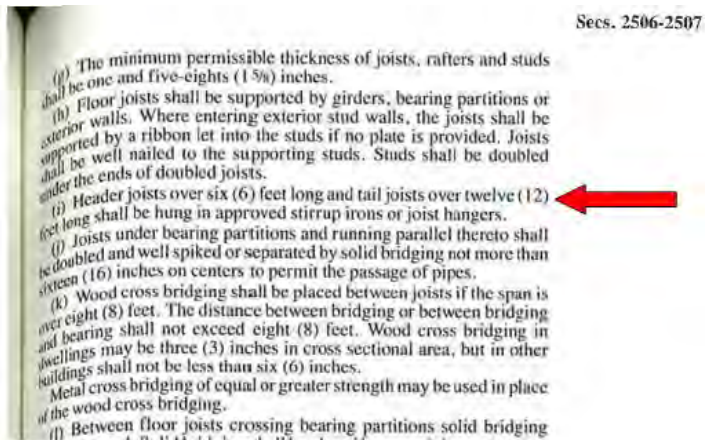 Secs. 2506-2507
(g) The minimum permissible thickness of joists, rafters and studs
shall be one and five-eights (1 5/8) inches.
(h) Floor joists shall be supported by girders, bearing partitions or
exterior walls. Where entering exterior stud walls, the joists shall be
supported by a ribbon let into the studs if no plate is provided. Joists
shall be well nailed to the supporting studs. Studs shall be doubled
under the ends of doubled joists.
(i) Header joists over six (6) feet long and tail joists over twelve (12)
feet long shall be hung in approved stirrup irons or joist hangers.
(j) Joists under bearing partitions and running parallel thereto shall
be doubled and well spiked or separated by solid bridging not more than
sixteen (16) inches on centers to permit the passage of pipes.
(k) Wood cross bridging shall be placed between joists if the span is
over eight (8) feet. The distance between bridging or between bridging
and bearing shall not exceed eight (8) feet. Wood cross bridging in
dwellings may be three (3) inches in cross sectional area, but in other
buildings shall not be less than six (6) inches.
Metal cross bridging of equal or greater strength may be used in place
of the wood cross bridging.
(l) Between floor joists crossing bearing partitions solid bridging